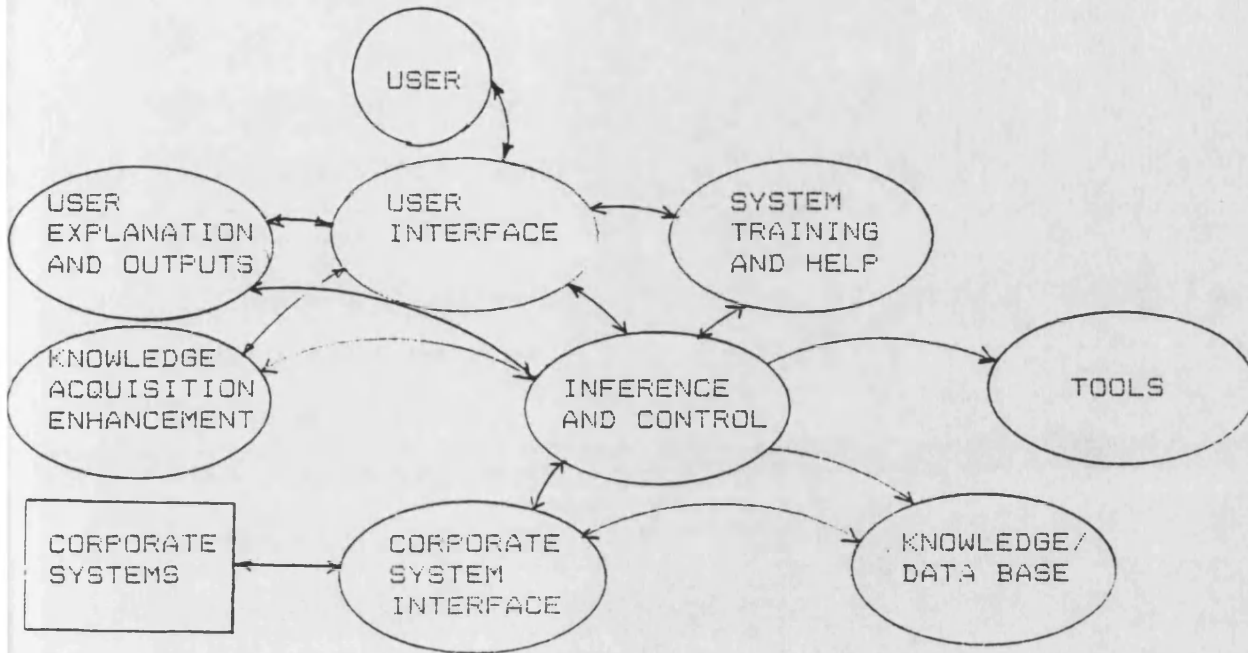 USER
USER
EXPLANATION
AND OUTPUTS
USER
INTERFACE
SYSTEM
TRAINING
AND HELP
KNOWLEDGE
ACQUISITION
ENHANCEMENT
INFERENCE
AND CONTROL
TOOLS
CORPORATE
SYSTEMS
CORPORATE
SYSTEM
INTERFACE
KNOWLEDGE/
DATA BASE